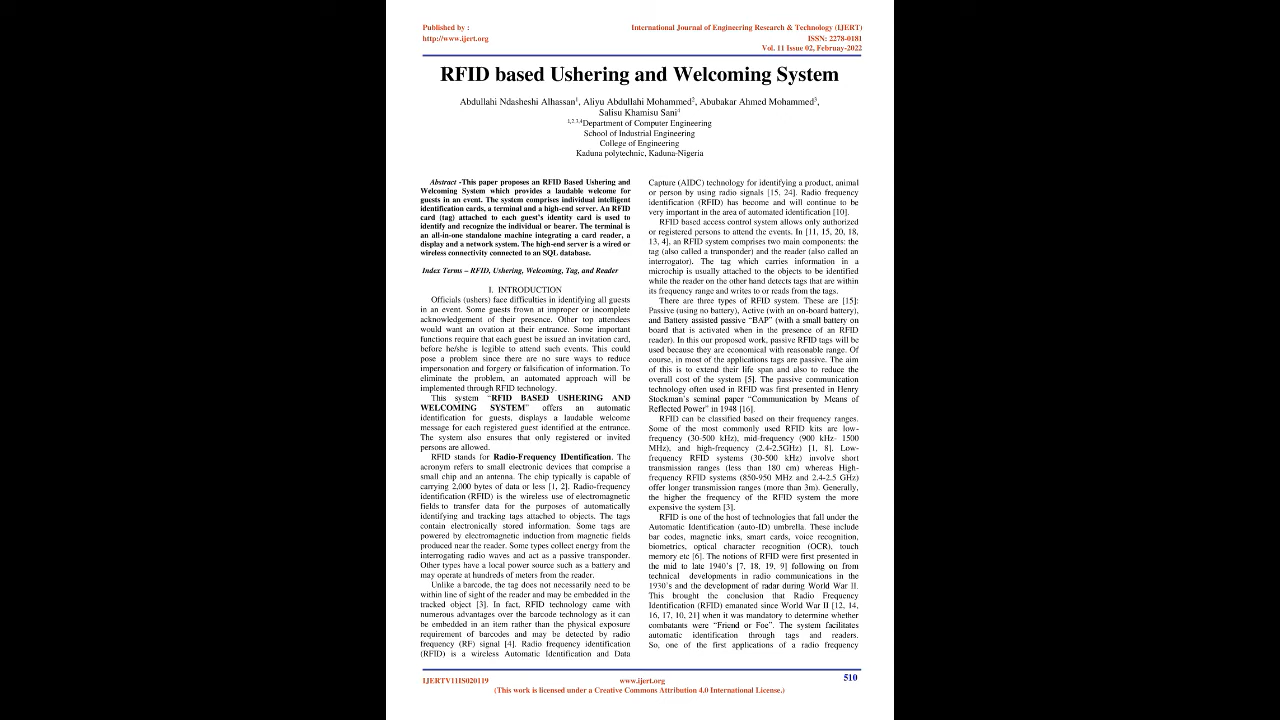 Published by :
http://www.ijert.org
International Journal of Engineering Research & Technology (IJERT)
ISSN: 2278-0181
Vol. 11 Issue 02, Februay-2022
RFID based Ushering and Welcoming System
Abdullahi Ndasheshi Alhassan1, Aliyu Abdullahi Mohammed2, Abubakar Ahmed Mohammed3,
Salisu Khamisu Sani4
1,2,3,4Department of Computer Engineering
School of Industrial Engineering
College of Engineering
Kaduna polytechnic, Kaduna-Nigeria
Abstract -This paper proposes an RFID Based Ushering and
Welcoming System which provides a laudable welcome for
guests in an event. The system comprises individual intelligent
identification cards, a terminal and a high-end server. An RFID
card (tag) attached to each guest's identity card is used to
identify and recognize the individual or bearer. The terminal is
an all-in-one standalone machine integrating a card reader, a
display and a network system. The high-end server is a wired or
wireless connectivity connected to an SQL database.
Index Terms – RFID, Ushering, Welcoming, Tag, and Reader
I. INTRODUCTION
Officials (ushers) face difficulties in identifying all guests
in an event. Some guests frown at improper or incomplete
acknowledgement of their presence. Other top attendees
would want an ovation at their entrance. Some important
functions require that each guest be issued an invitation card,
before he/she is legible to attend such events. This could
pose a problem since there are no sure ways to reduce
impersonation and forgery or falsification of information. To
eliminate the problem, an automated approach will be
implemented through RFID technology.
This system "RFID BASED USHERING AND
WELCOMING SYSTEM" offers an automatic
identification for guests, displays a laudable welcome
message for each registered guest identified at the entrance.
The system also ensures that only registered or invited
persons are allowed.
RFID stands for Radio-Frequency IDentification. The
acronym refers to small electronic devices that comprise a
small chip and an antenna. The chip typically is capable of
carrying 2,000 bytes of data or less [1, 2]. Radio-frequency
identification (RFID) is the wireless use of electromagnetic
fields to transfer data for the purposes of automatically
identifying and tracking tags attached to objects. The tags
contain electronically stored information. Some tags are
powered by electromagnetic induction from magnetic fields
produced near the reader. Some types collect energy from the
interrogating radio waves and act as a passive transponder.
Other types have a local power source such as a battery and
may operate at hundreds of meters from the reader.
Unlike a barcode, the tag does not necessarily need to be
within line of sight of the reader and may be embedded in the
tracked object [3]. In fact, RFID technology came with
numerous advantages over the barcode technology as it can
be embedded in an item rather than the physical exposure
requirement of barcodes and may be detected by radio
frequency (RF) signal [4]. Radio frequency identification
(RFID) is a wireless Automatic Identification and Data
Capture (AIDC) technology for identifying a product, animal
or person by using radio signals [15, 24]. Radio frequency
identification (RFID) has become and will continue to be
very important in the area of automated identification [10].
RFID based access control system allows only authorized
or registered persons to attend the events. In [11, 15, 20, 18,
13, 4], an RFID system comprises two main components: the
tag (also called a transponder) and the reader (also called an
interrogator). The tag which carries information in a
microchip is usually attached to the objects to be identified
while the reader on the other hand detects tags that are within
its frequency range and writes to or reads from the tags.
There are three types of RFID system. These are [15]:
Passive (using no battery), Active (with an on-board battery),
and Battery assisted passive "BAP" (with a small battery on
board that is activated when in the presence of an RFID
reader). In this our proposed work, passive RFID tags will be
used because they are economical with reasonable range. Of
course, in most of the applications tags are passive. The aim
of this is to extend their life span and also to reduce the
overall cost of the system [5]. The passive communication
technology often used in RFID was first presented in Henry
Stockman's seminal paper "Communication by Means of
Reflected Power" in 1948 [16].
RFID can be classified based on their frequency ranges.
Some of the most commonly used RFID kits are low-
frequency (30-500 kHz), mid-frequency (900 kHz- 1500
MHz), and high-frequency (2.4-2.5GHz) [1, 8]. Low-
frequency RFID systems (30-500 kHz) involve short
transmission ranges (less than 180 cm) whereas High-
frequency RFID systems (850-950 MHz and 2.4-2.5 GHz)
offer longer transmission ranges (more than 3m). Generally,
the higher the frequency of the RFID system the more
expensive the system [3].
RFID is one of the host of technologies that fall under the
Automatic Identification (auto-ID) umbrella. These include
bar codes, magnetic inks, smart cards, voice recognition,
biometrics, optical character recognition (OCR), touch
memory etc [6]. The notions of RFID were first presented in
the mid to late 1940's [7, 18, 19, 9] following on from
technical developments in radio communications in the
1930's and the development of radar during World War II.
This brought the conclusion that Radio Frequency
Identification (RFID) emanated since World War II [12, 14,
16, 17, 10, 21] when it was mandatory to determine whether
combatants were "Friend or Foe". The system facilitates
automatic identification through tags and readers.
So, one of the first applications of a radio frequency
IJERTV11IS020119
www.ijert.org
510
(This work is licensed under a Creative Commons Attribution 4.0 International License.)